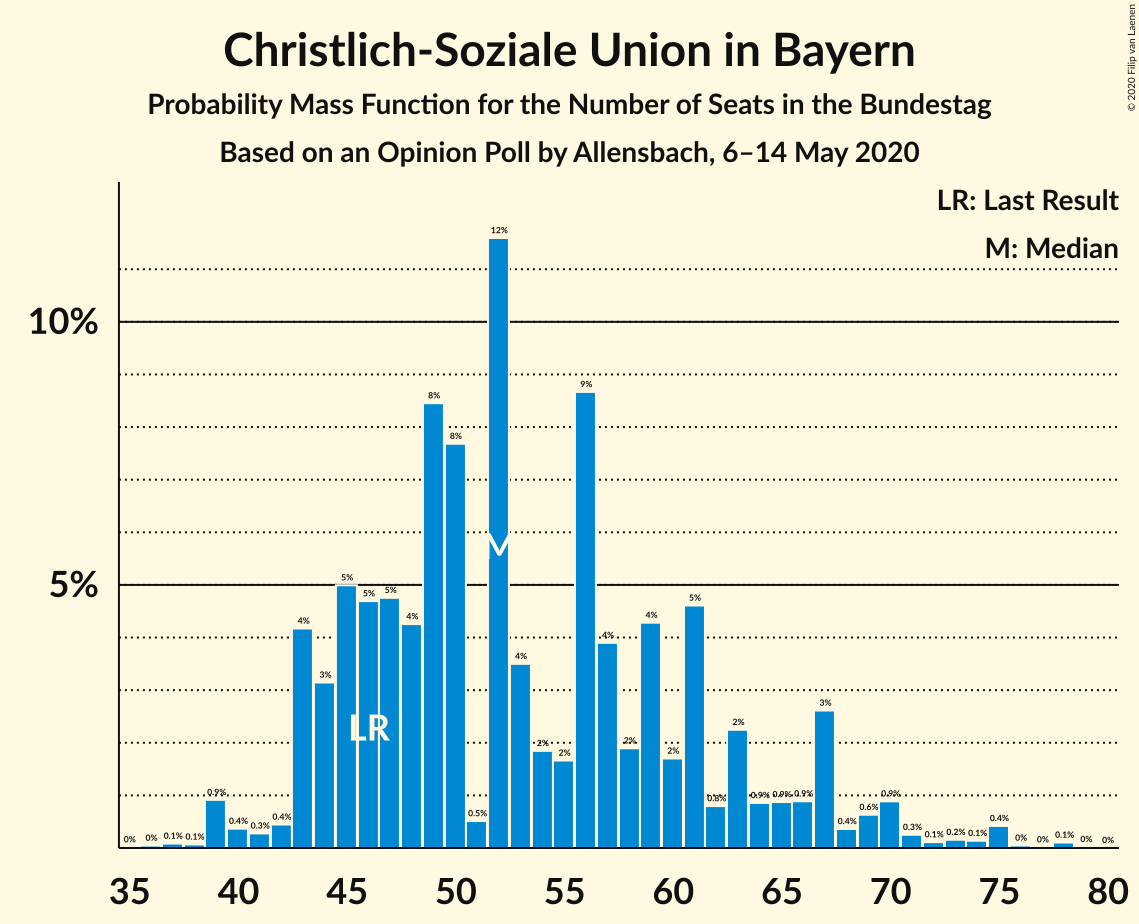 Christlich-Soziale Union in Bayern
Probability Mass Function for the Number of Seats in the Bundestag
Based on an Opinion Poll by Allensbach, 6–14 May 2020
© 2020 Filip van Laenen
LR: Last Result
M: Median
10%
5%
0% 0% 0.1% 0.1% 0.9% 0.4% 0.3% 0.4% 4% 3% 5% 5% 5% 4% 8% 8% 0.5% 12% 4% 2% 2% 9% 4% 2% 4% 2% 5% 0.8% 2% 0.9% 0.9% 0.9% 3% 0.4% 0.6% 0.9% 0.3% 0.1% 0.2% 0.1% 0.4% 0% 0% 0.1% 0% 0%
LR
M
35 40 45 50 55 60 65 70 75 80